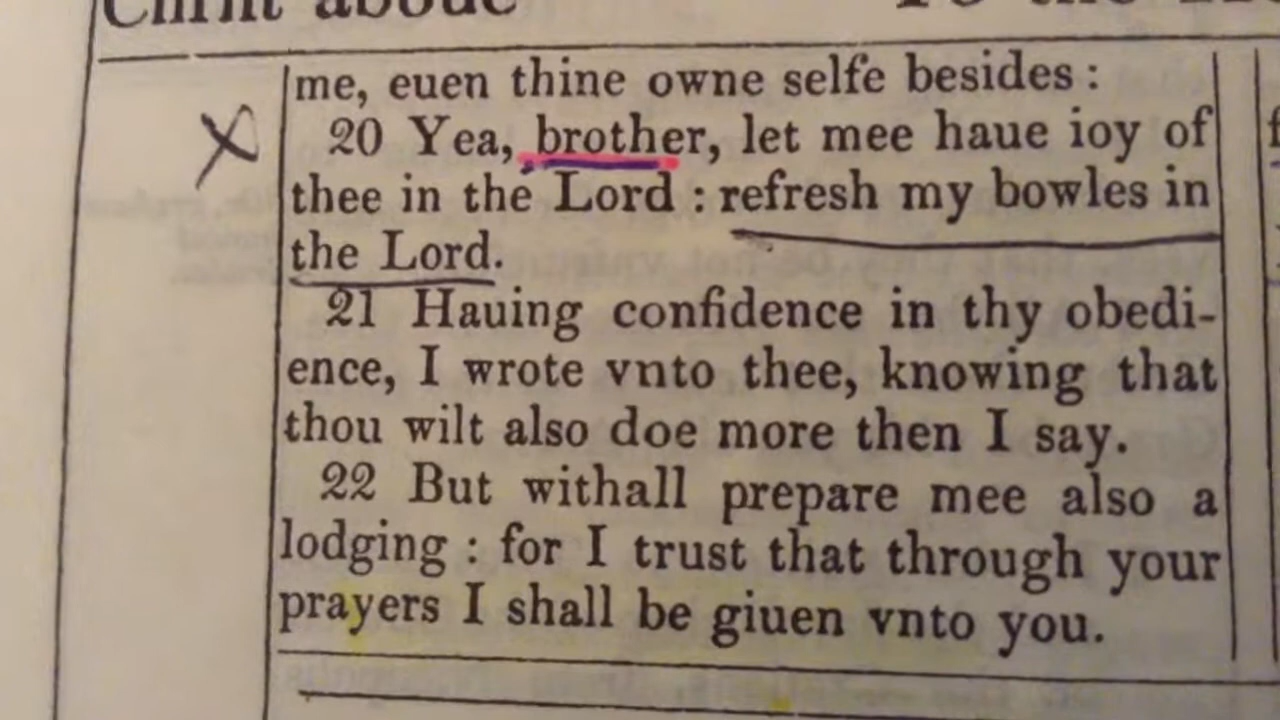 me, euen thine owne selfe besides :
20 Yea, brother, let mee haue ioy of
thee in the Lord : refresh my bowles in
the Lord.
21 Hauing confidence in thy obedi-
ence, I wrote vnto thee, knowing that
thou wilt also doe more then I say.
22 But withall prepare mee also a
lodging : for I trust that through your
prayers I shall be giuen vnto you.